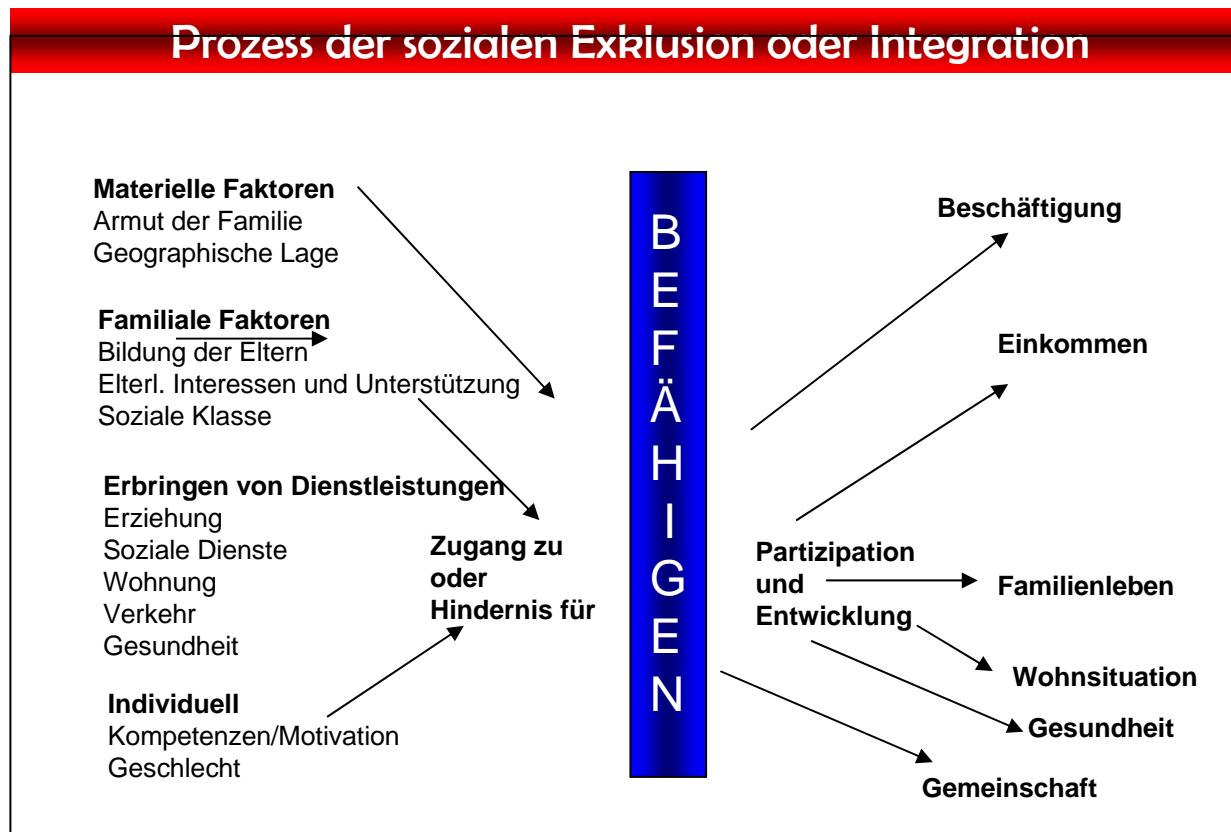 Prozess der sozialen Exklusion oder Integration
Materielle Faktoren
Armut der Familie
Geographische Lage
Familiale Faktoren
Bildung der Eltern
Elterl. Interessen und Unterstützung
Soziale Klasse
Erbringen von Dienstleistungen
Erziehung
Soziale Dienste
Wohnung
Verkehr
Gesundheit
Individuell
Kompetenzen/Motivation
Geschlecht
Zugang zu
oder
Hindernis für
B
E
F
Ä
H
I
G
E
N
Partizipation
und
Entwicklung
Beschäftigung
Einkommen
Familienleben
Wohnsituation
Gesundheit
Gemeinschaft